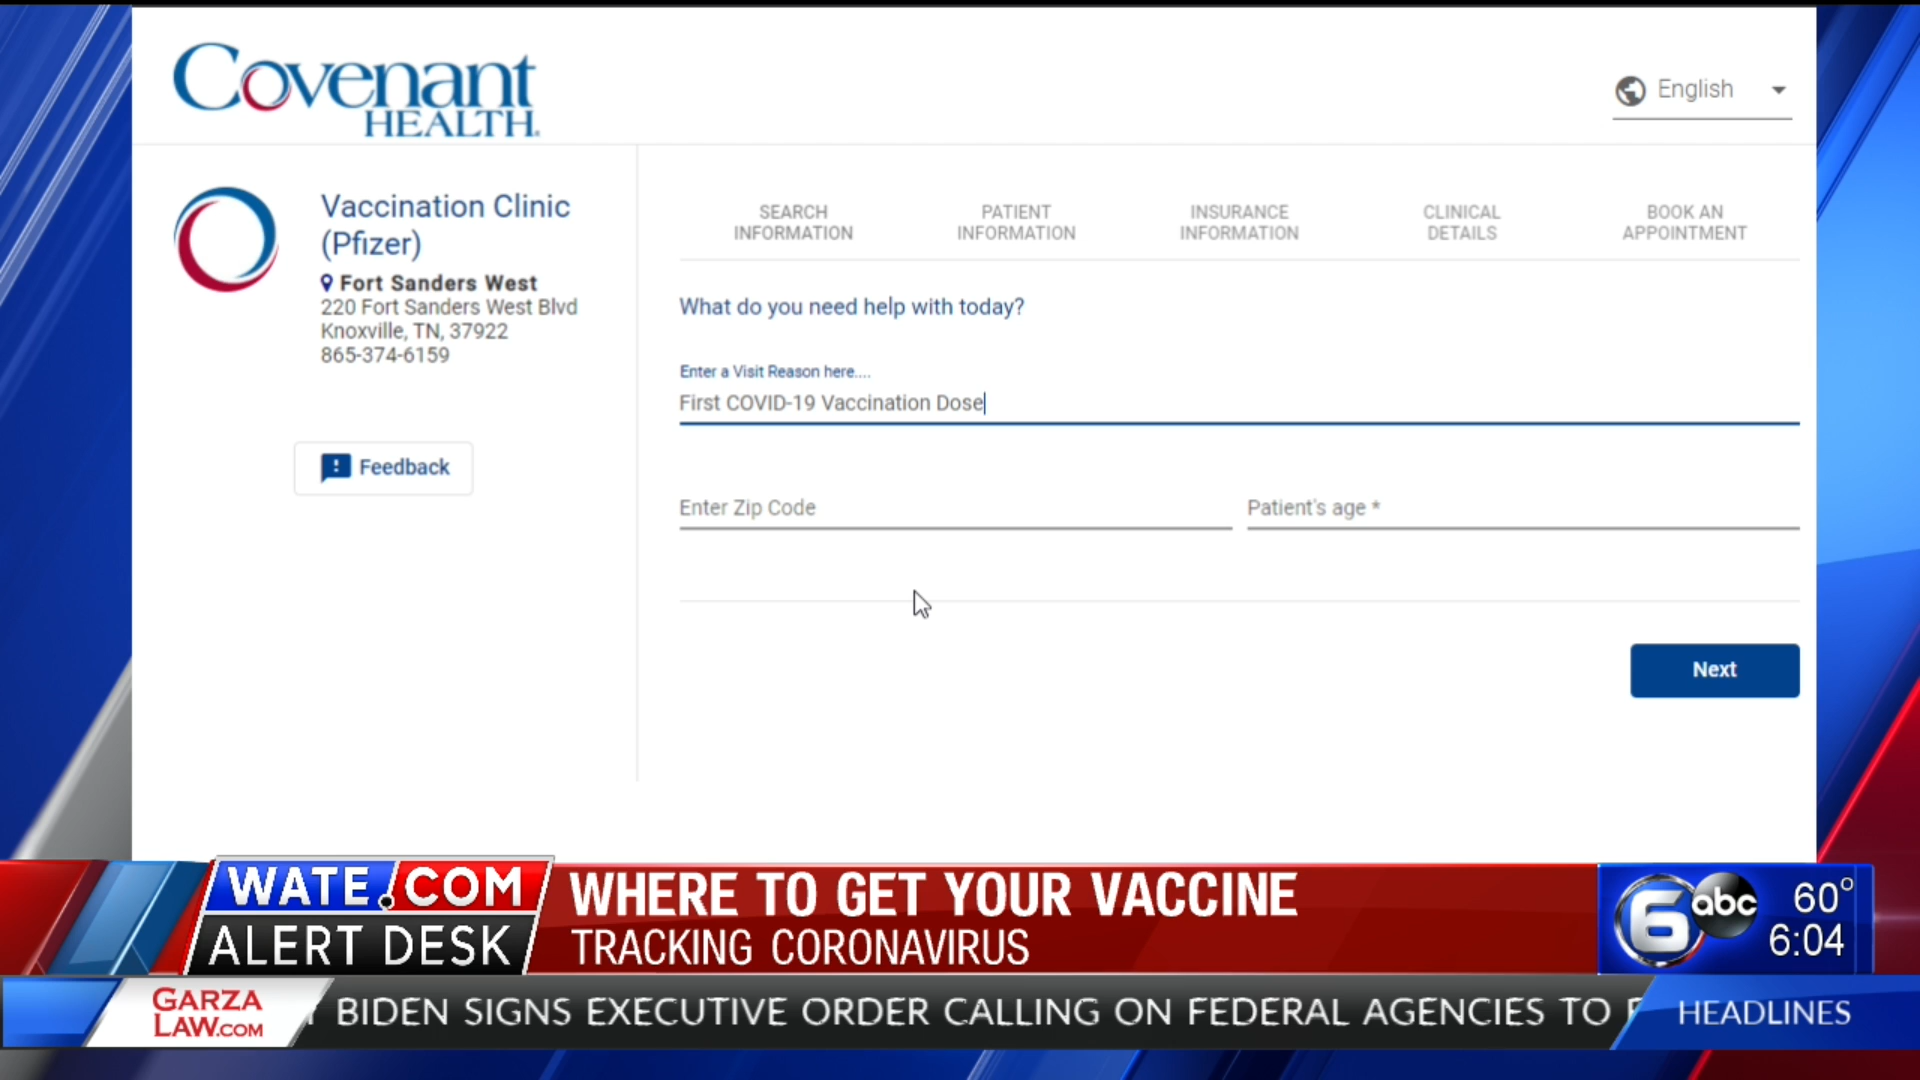 Covenant
HEALTH
English
Vaccination Clinic
(Pfizer)
Fort Sanders West
220 Fort Sanders West Blvd
Knoxville, TN, 37922
865-374-6159
Feedback
SEARCH
INFORMATION
PATIENT
INFORMATION
INSURANCE
INFORMATION
CLINICAL
DETAILS
BOOK AN
APPOINTMENT
What do you need help with today?
Enter a Visit Reason here....
First COVID-19 Vaccination Dose
Enter Zip Code
Patient's age *
Next
WATE.COM
ALERT DESK
WHERE TO GET YOUR VACCINE
TRACKING CORONAVIRUS
6 abc
60°
6:04
GARZA
LAW.COM
BIDEN SIGNS EXECUTIVE ORDER CALLING ON FEDERAL AGENCIES TO
HEADLINES